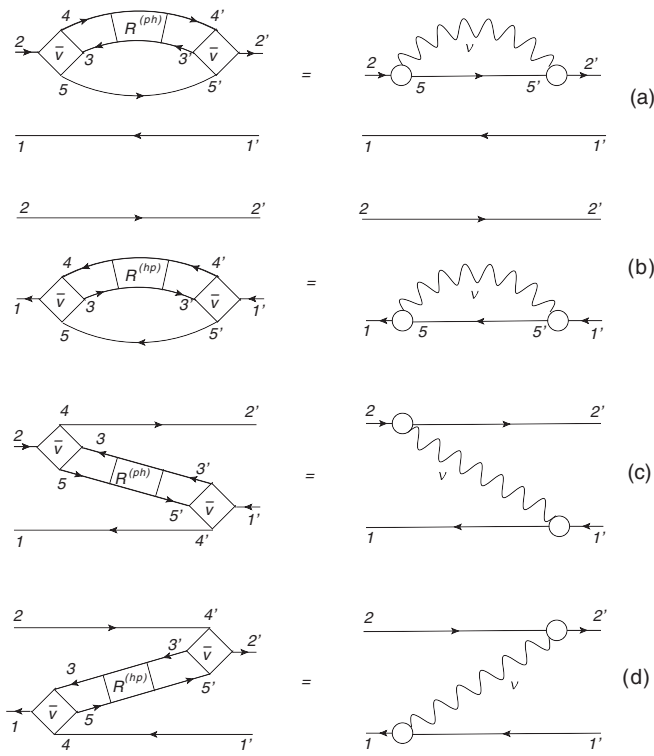 4 4'
R(ph)
2 v̄ 3 3' v̄ 2' = 2 ν 2'
5 5' 5 5' (a)
1 1' 1 1'
2 2' 2 2'
4 4'
R(hp) ν (b)
1 v̄ 3 3' v̄ 1' = 1 5 5' 1'
5 5'
4 2' 2 2'
2 v̄ 3
R(ph) 3' = ν (c)
5 5' v̄ 1'
1 4' 1 1'
2 4' 2 2'
3' v̄ 2'
3 R(hp) 5' = ν (d)
1 v̄ 5
4 1' 1 1'